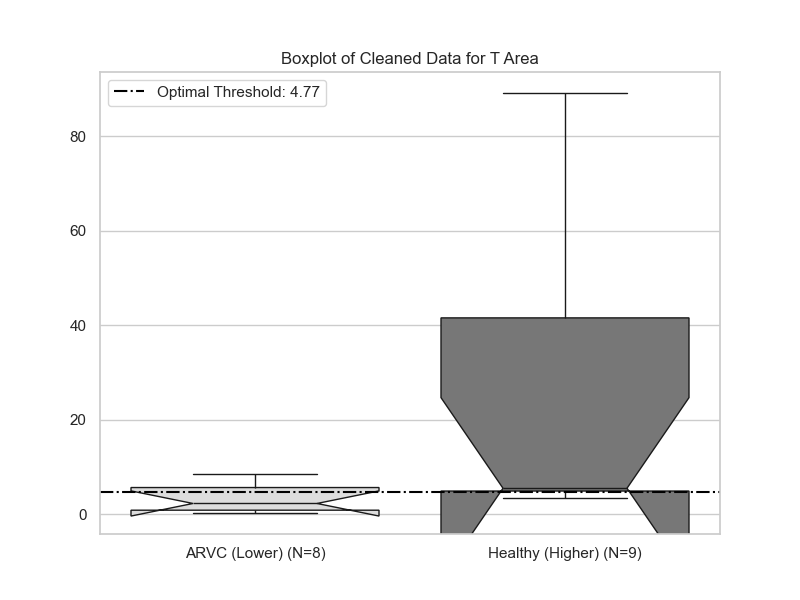 Boxplot of Cleaned Data for T Area
Optimal Threshold: 4.77
80
60
40
20
0
ARVC (Lower) (N=8)
Healthy (Higher) (N=9)